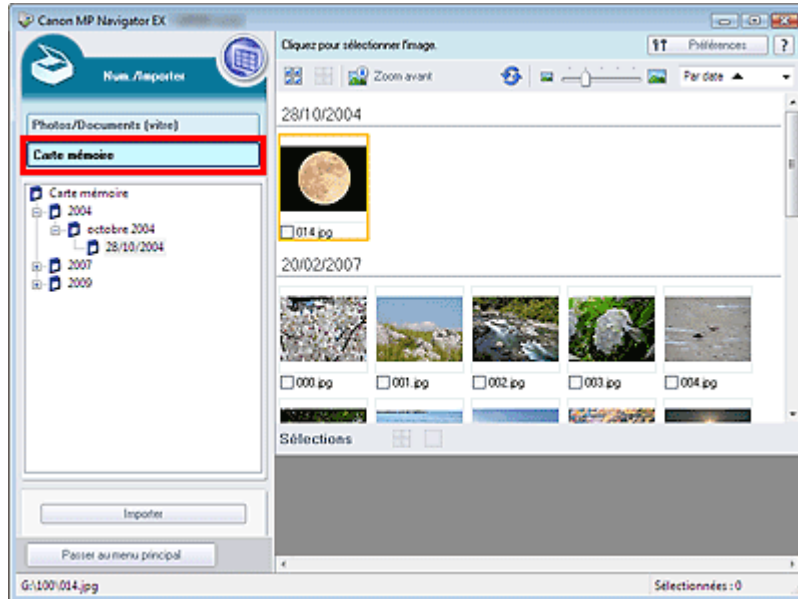 Canon MP Navigator EX
Num./Importer
Photos/Documents (vitre)
Carte mémoire
Carte mémoire
2004
octobre 2004
28/10/2004
2007
2009
Importer
Passer au menu principal
Cliquez pour sélectionner l'image.
Préférences
?
Zoom avant
Par date
28/10/2004
014.jpg
20/02/2007
000.jpg
001.jpg
002.jpg
003.jpg
004.jpg
Sélections
G:\100\014.jpg
Sélectionnées : 0